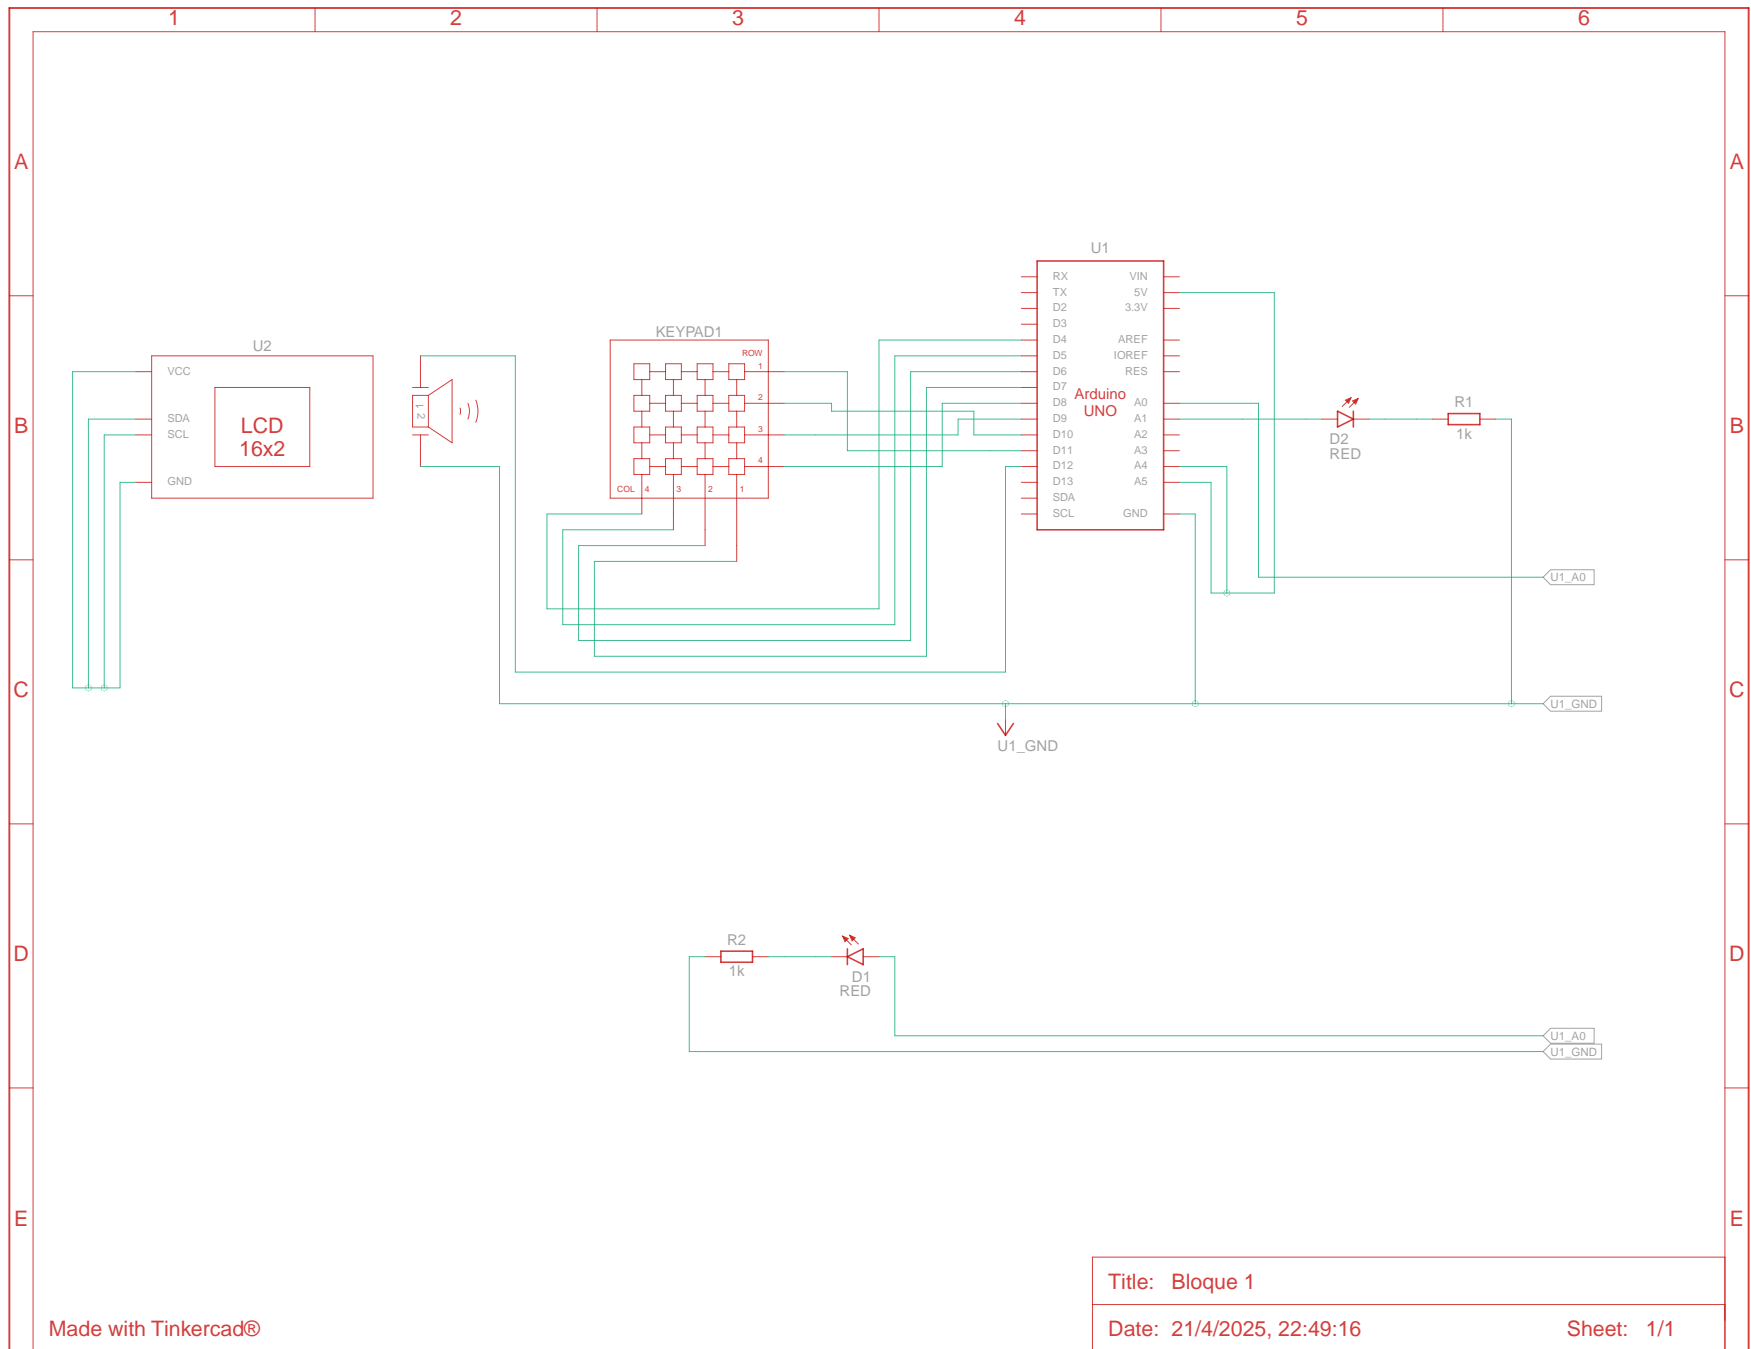 1 2 3 4 5 6
A A
U1
RX VIN
TX 5V
D2 3.3V
D3
D4 AREF
D5 IOREF
D6 RES
D7
D8 A0
D9 A1
D10 A2
D11 A3
D12 A4
D13 A5
SDA
SCL GND
Arduino
UNO
KEYPAD1
ROW
1
2
3
4
COL 4 3 2 1
U2
VCC
SDA
SCL
GND
LCD
16x2
1 2
B B
D2
RED
R1
1k
U1_A0
C C
U1_GND
U1_GND
D D
R2
1k
D1
RED
U1_A0
U1_GND
E E
Title: Bloque 1
Made with Tinkercad®
Date: 21/4/2025, 22:49:16 Sheet: 1/1